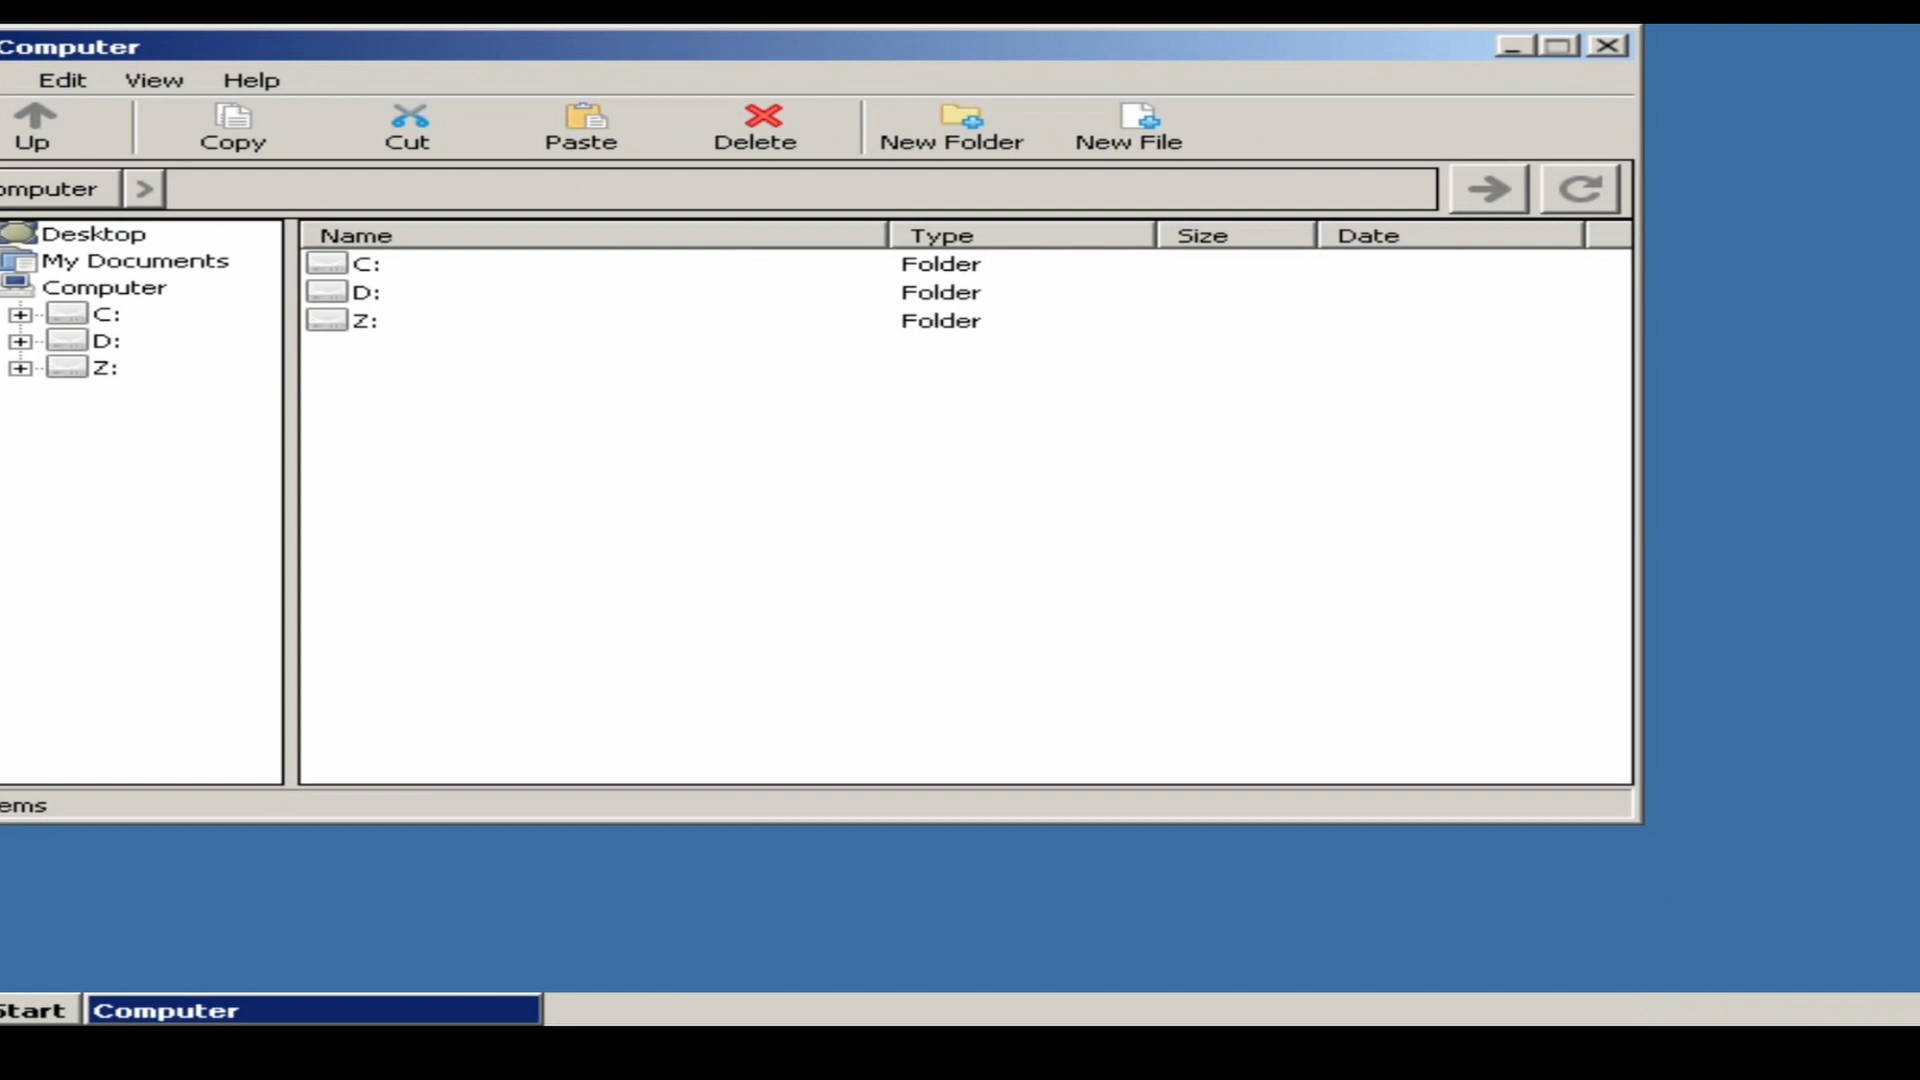 Computer
Edit View Help
Up Copy Cut Paste Delete New Folder New File
omputer >
Desktop
My Documents
Computer
C:
D:
Z:
Name Type Size Date
C: Folder
D: Folder
Z: Folder
ems
Start Computer